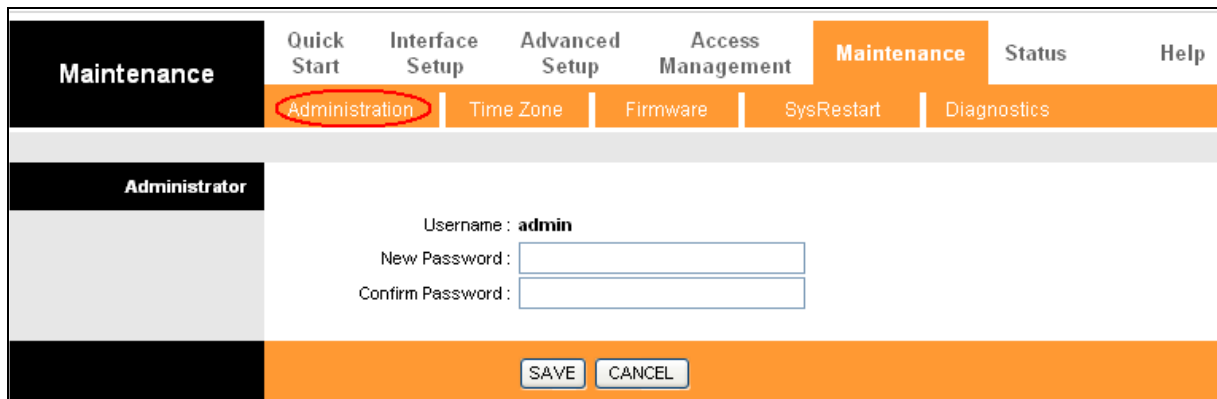 Maintenance
Quick Start
Interface Setup
Advanced Setup
Access Management
Maintenance
Status
Help
Administration
Time Zone
Firmware
SysRestart
Diagnostics
Administrator
Username : admin
New Password :
Confirm Password :
SAVE
CANCEL